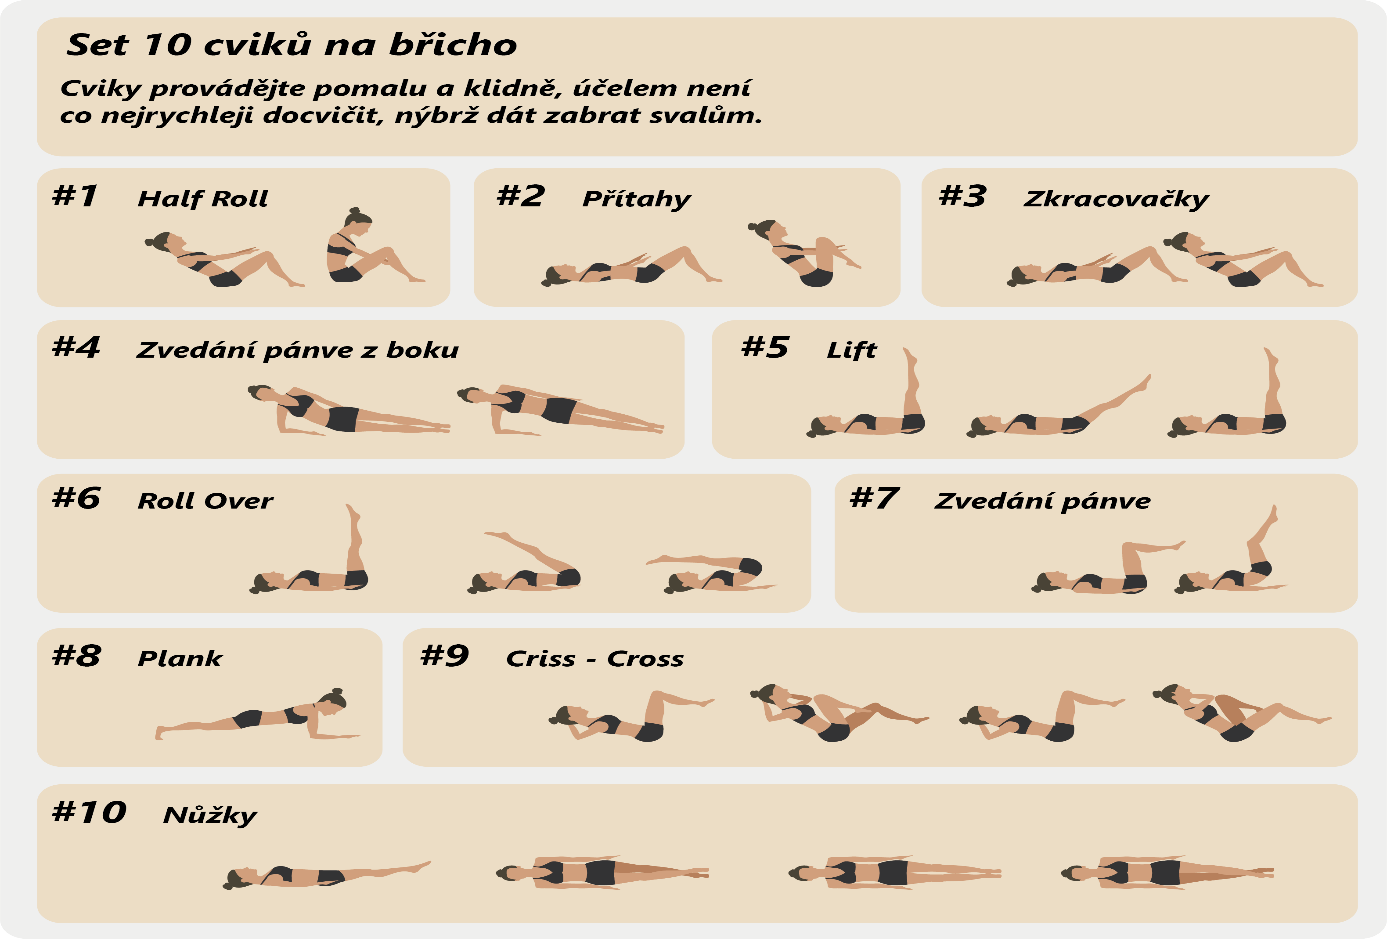 Set 10 cviků na břicho
Cviky provádějte pomalu a klidně, účelem není
co nejrychleji docvičit, nýbrž dát zabrat svalům.
#1 Half Roll
#2 Přítahy
#3 Zkracovačky
#4 Zvedání pánve z boku
#5 Lift
#6 Roll Over
#7 Zvedání pánve
#8 Plank
#9 Criss - Cross
#10 Nůžky